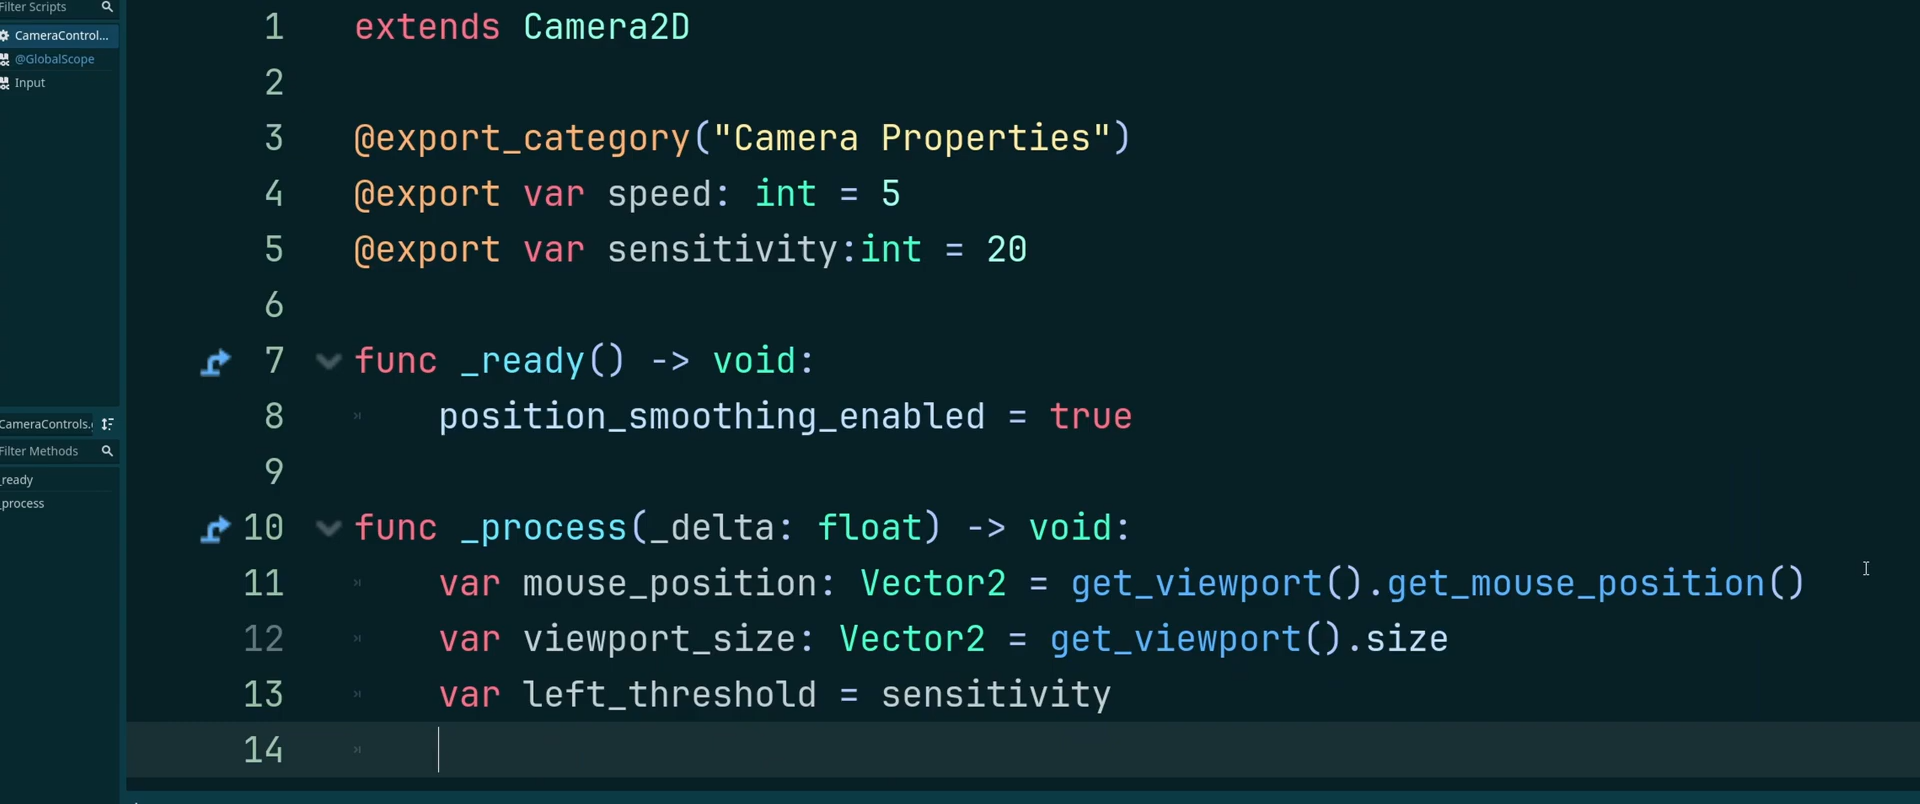 Filter Scripts
CameraControl...
@GlobalScope
Input
CameraControls.
Filter Methods
_ready
_process
1 extends Camera2D
2
3 @export_category("Camera Properties")
4 @export var speed: int = 5
5 @export var sensitivity:int = 20
6
7 func _ready() -> void:
8 position_smoothing_enabled = true
9
10 func _process(_delta: float) -> void:
11 var mouse_position: Vector2 = get_viewport().get_mouse_position()
12 var viewport_size: Vector2 = get_viewport().size
13 var left_threshold = sensitivity
14